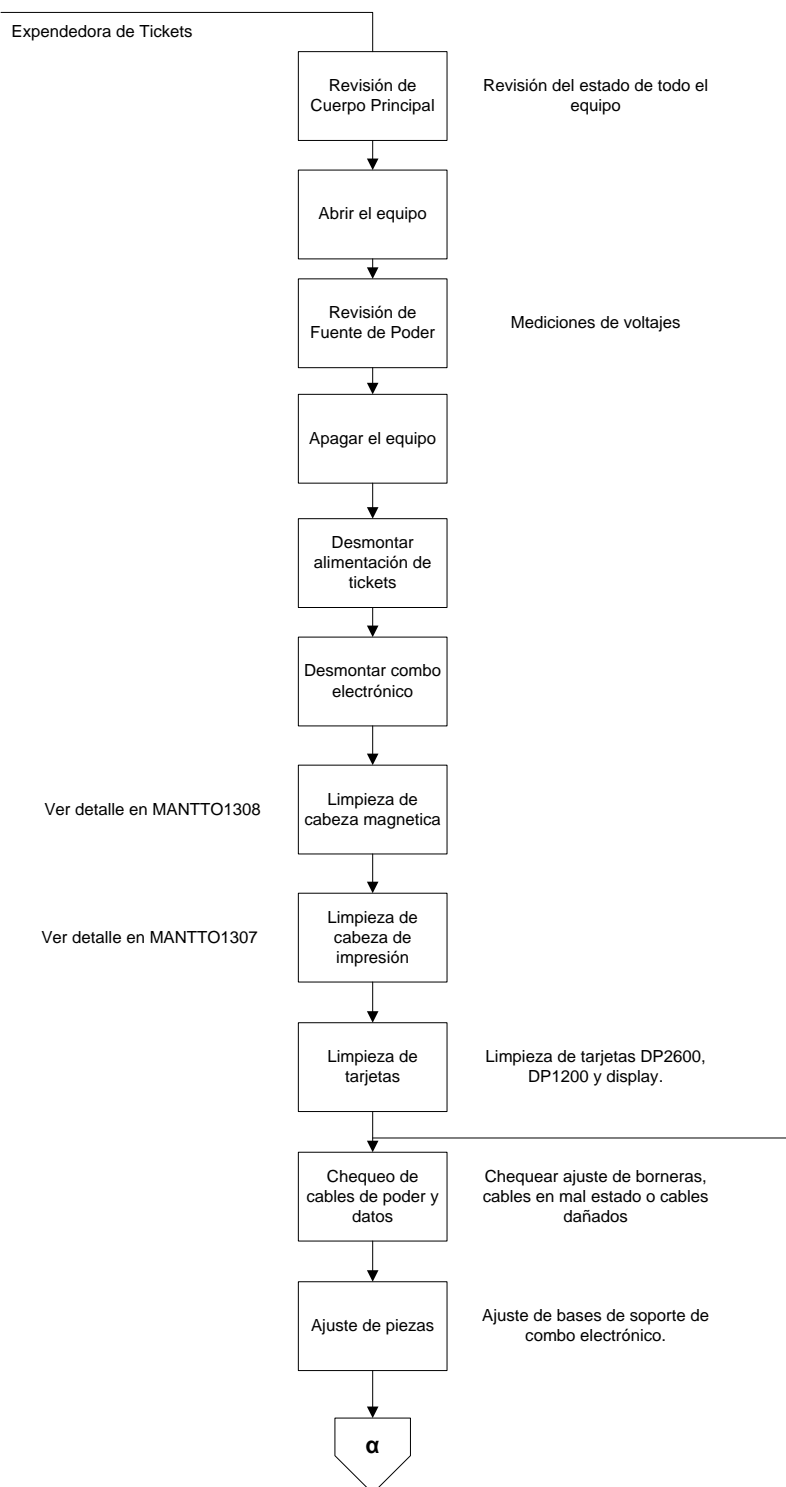 Expendedora de Tickets
Revisión de
Cuerpo Principal
Revisión del estado de todo el
equipo
Abrir el equipo
Revisión de
Fuente de Poder
Mediciones de voltajes
Apagar el equipo
Desmontar
alimentación de
tickets
Desmontar combo
electrónico
Ver detalle en MANTTO1308
Limpieza de
cabeza magnetica
Ver detalle en MANTTO1307
Limpieza de
cabeza de
impresión
Limpieza de
tarjetas
Limpieza de tarjetas DP2600,
DP1200 y display.
Chequeo de
cables de poder y
datos
Chequear ajuste de borneras,
cables en mal estado o cables
dañados
Ajuste de piezas
Ajuste de bases de soporte de
combo electrónico.
α